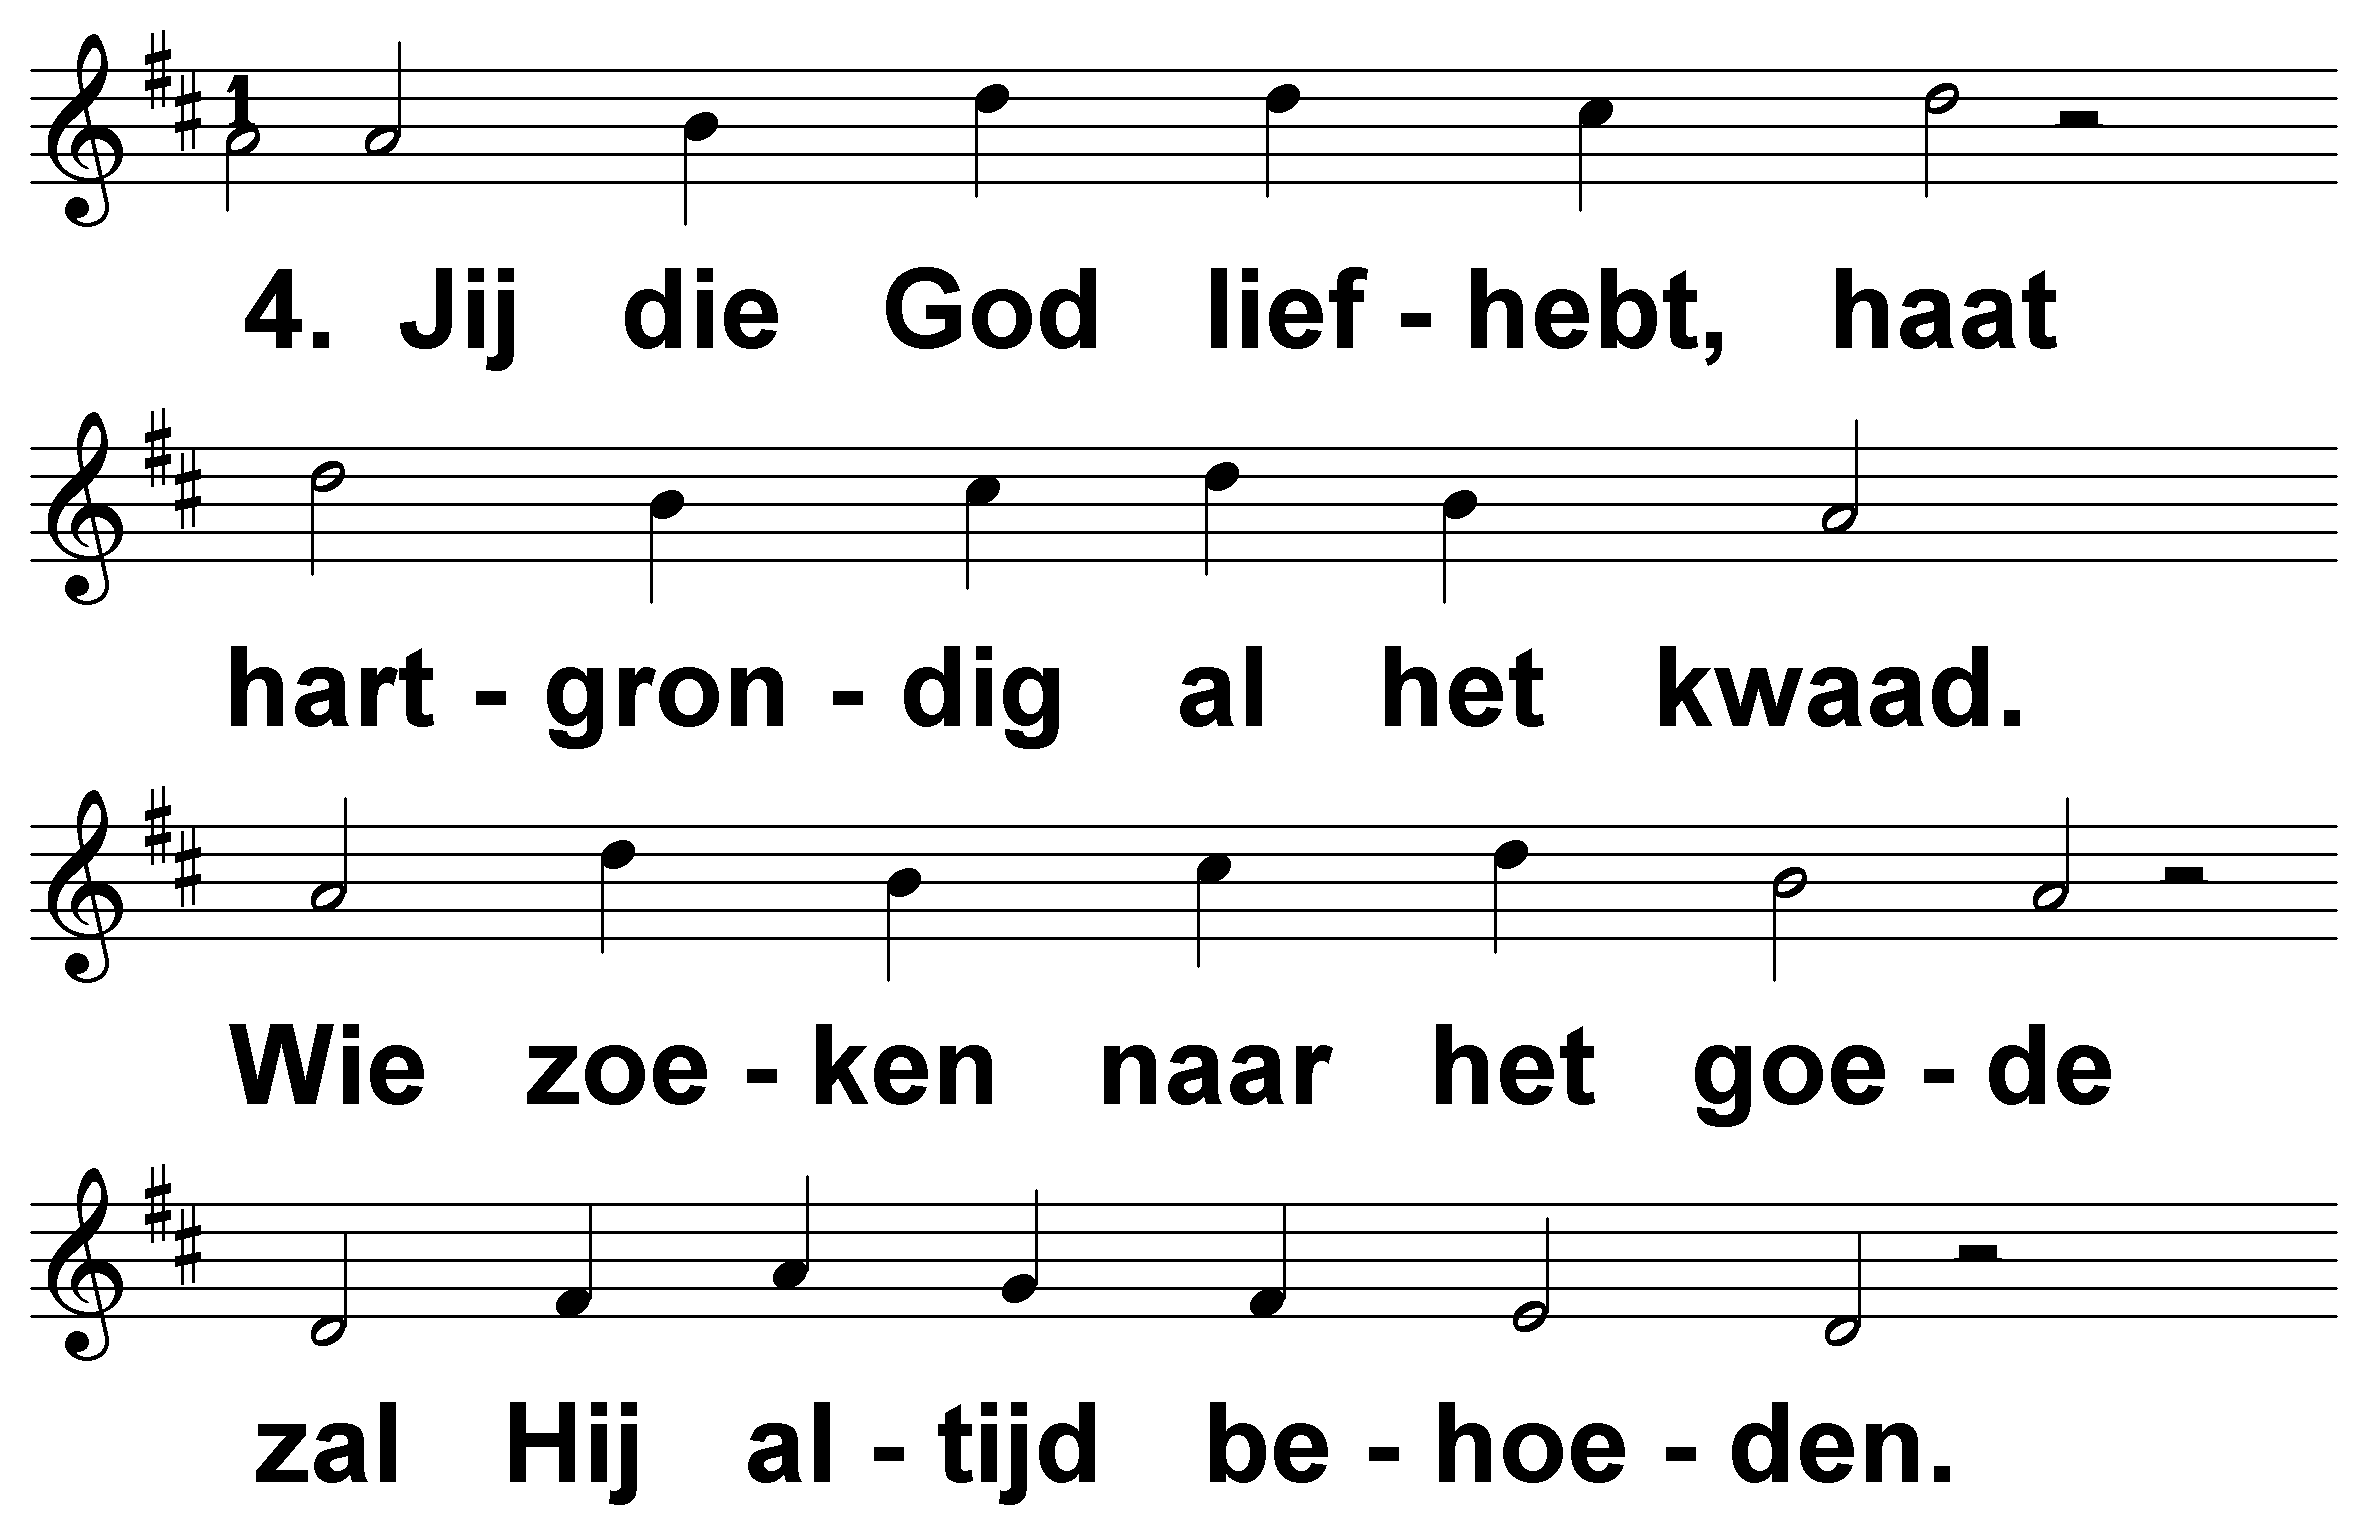 1
4. Jij die God lief - hebt, haat
hart - gron - dig al het kwaad.
Wie zoe - ken naar het goe - de
zal Hij al - tijd be - hoe - den.